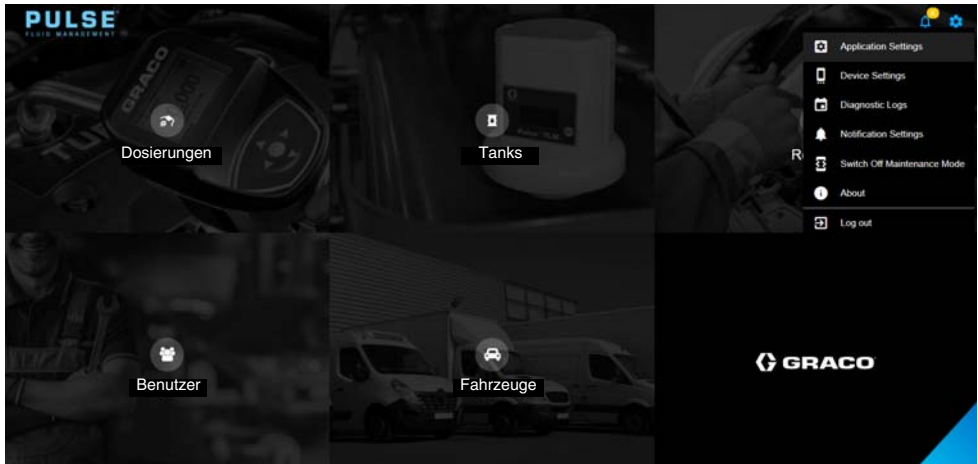 PULSE
FLUID MANAGEMENT
GRACO
Dosierungen
Tanks
R
Application Settings
Device Settings
Diagnostic Logs
Notification Settings
Switch Off Maintenance Mode
About
Log out
Benutzer
Fahrzeuge
GRACO